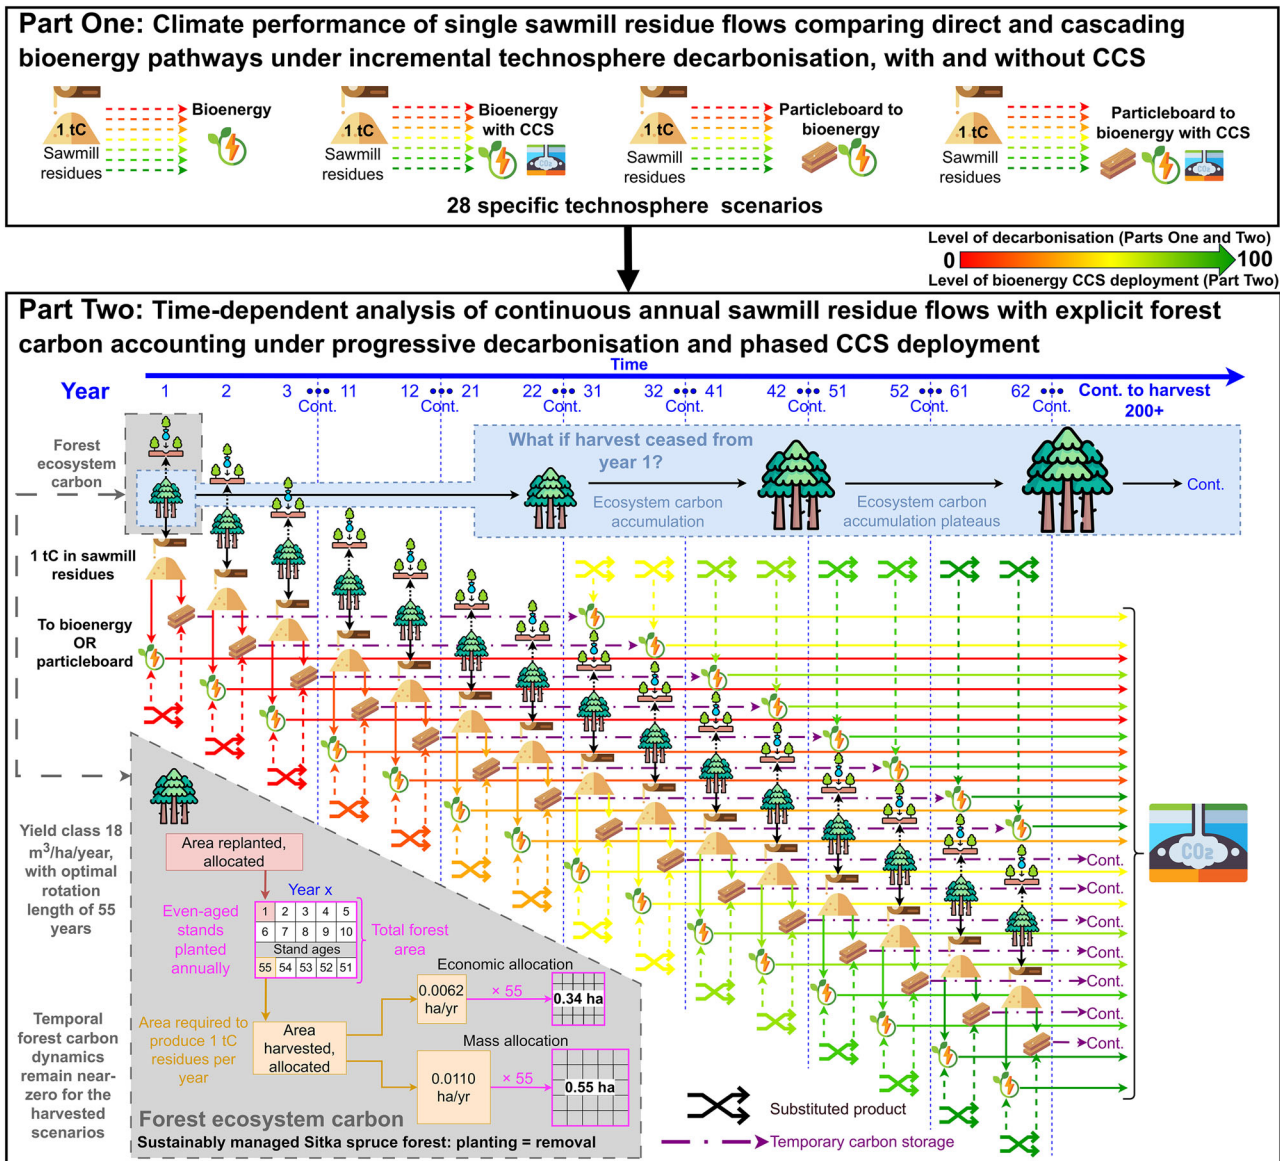 Part One: Climate performance of single sawmill residue flows comparing direct and cascading
bioenergy pathways under incremental technosphere decarbonisation, with and without CCS
1 tC
Sawmill
residues
Bioenergy
1 tC
Sawmill
residues
Bioenergy
with CCS
CO₂
1 tC
Sawmill
residues
Particleboard to
bioenergy
1 tC
Sawmill
residues
Particleboard to
bioenergy with CCS
CO₂
28 specific technosphere scenarios
Level of decarbonisation (Parts One and Two)
0
100
Level of bioenergy CCS deployment (Part Two)
Part Two: Time-dependent analysis of continuous annual sawmill residue flows with explicit forest
carbon accounting under progressive decarbonisation and phased CCS deployment
Time
Year
1 2 3 ••• 11 12 ••• 21 22 ••• 31 32 ••• 41 42 ••• 51 52 ••• 61 62 •••
Cont. Cont. Cont. Cont. Cont. Cont. Cont.
Cont. to harvest
200+
Forest
ecosystem
carbon
What if harvest ceased from
year 1?
Ecosystem carbon
accumulation
Ecosystem carbon
accumulation plateaus
Cont.
1 tC in sawmill
residues
To bioenergy
OR
particleboard
Cont.
Cont.
Cont.
Cont.
Cont.
Cont.
Cont.
CO₂
Yield class 18
m³/ha/year,
with optimal
rotation
length of 55
years
Temporal
forest carbon
dynamics
remain near-
zero for the
harvested
scenarios
Area replanted,
allocated
Year x
Even-aged
stands
planted
annually
1 2 3 4 5
6 7 8 9 10
Stand ages
55 54 53 52 51
Total forest
area
Area required to
produce 1 tC
residues per
year
Area
harvested,
allocated
Economic allocation
0.0062
ha/yr
× 55
0.34 ha
Mass allocation
0.0110
ha/yr
× 55
0.55 ha
Forest ecosystem carbon
Sustainably managed Sitka spruce forest: planting = removal
Substituted product
Temporary carbon storage